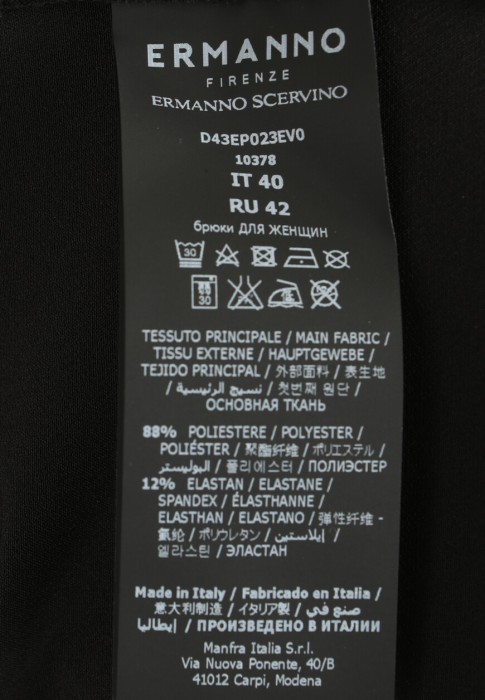 ERMANNO
FIRENZE
ERMANNO SCERVINO
D43EP023EV0
10378
IT 40
RU 42
брюки ДЛЯ ЖЕНЩИН
30
30
TESSUTO PRINCIPALE / MAIN FABRIC /
TISSU EXTERNE / HAUPTGEWEBE /
TEJIDO PRINCIPAL / 外部面料 / 表生地
/ 첫번째 원단 / نسيج الرئيسية /
ОСНОВНАЯ ТКАНЬ
88% POLIESTERE / POLYESTER /
POLIÉSTER / 聚酯纤维 / ポリエステル /
البوليستر / 폴리에스터 / ПОЛИЭСТЕР
12% ELASTAN / ELASTANE /
SPANDEX / ÉLASTHANNE /
ELASTHAN / ELASTANO / 弹性纤维 -
氨纶 / ポリウレタン / إيلاستين /
엘라스틴 / ЭЛАСТАН
Made in Italy / Fabricado en Italia /
意大利制造 / イタリア製 / صنع في
إيطاليا / ПРОИЗВЕДЕНО В ИТАЛИИ
Manfra Italia S.r.l.
Via Nuova Ponente, 40/B
41012 Carpi, Modena